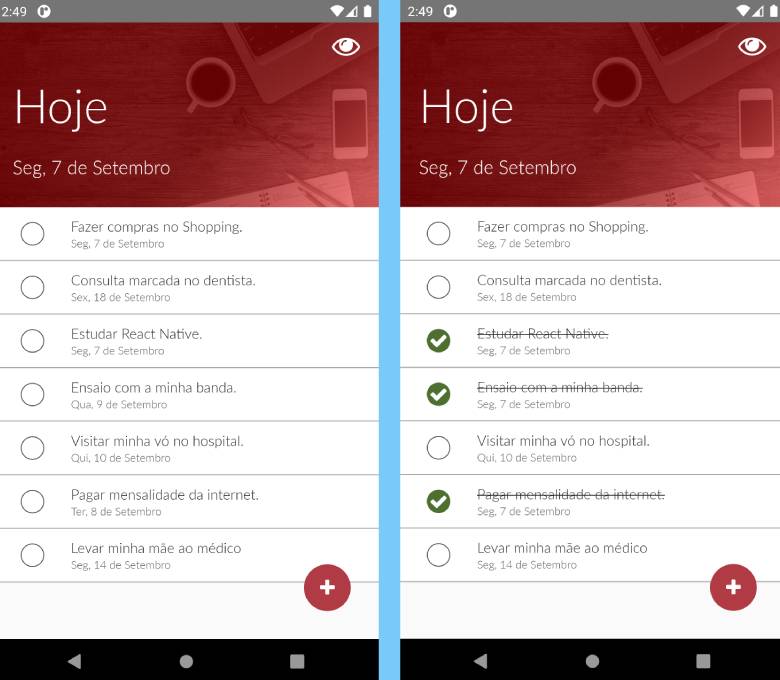 2:49
Hoje
Seg, 7 de Setembro
Fazer compras no Shopping.
Seg, 7 de Setembro
Consulta marcada no dentista.
Sex, 18 de Setembro
Estudar React Native.
Seg, 7 de Setembro
Ensaio com a minha banda.
Qua, 9 de Setembro
Visitar minha vó no hospital.
Qui, 10 de Setembro
Pagar mensalidade da internet.
Ter, 8 de Setembro
Levar minha mãe ao médico
Seg, 14 de Setembro
2:49
Hoje
Seg, 7 de Setembro
Fazer compras no Shopping.
Seg, 7 de Setembro
Consulta marcada no dentista.
Sex, 18 de Setembro
Estudar React Native.
Seg, 7 de Setembro
Ensaio com a minha banda.
Seg, 7 de Setembro
Visitar minha vó no hospital.
Qui, 10 de Setembro
Pagar mensalidade da internet.
Seg, 7 de Setembro
Levar minha mãe ao médico
Seg, 14 de Setembro